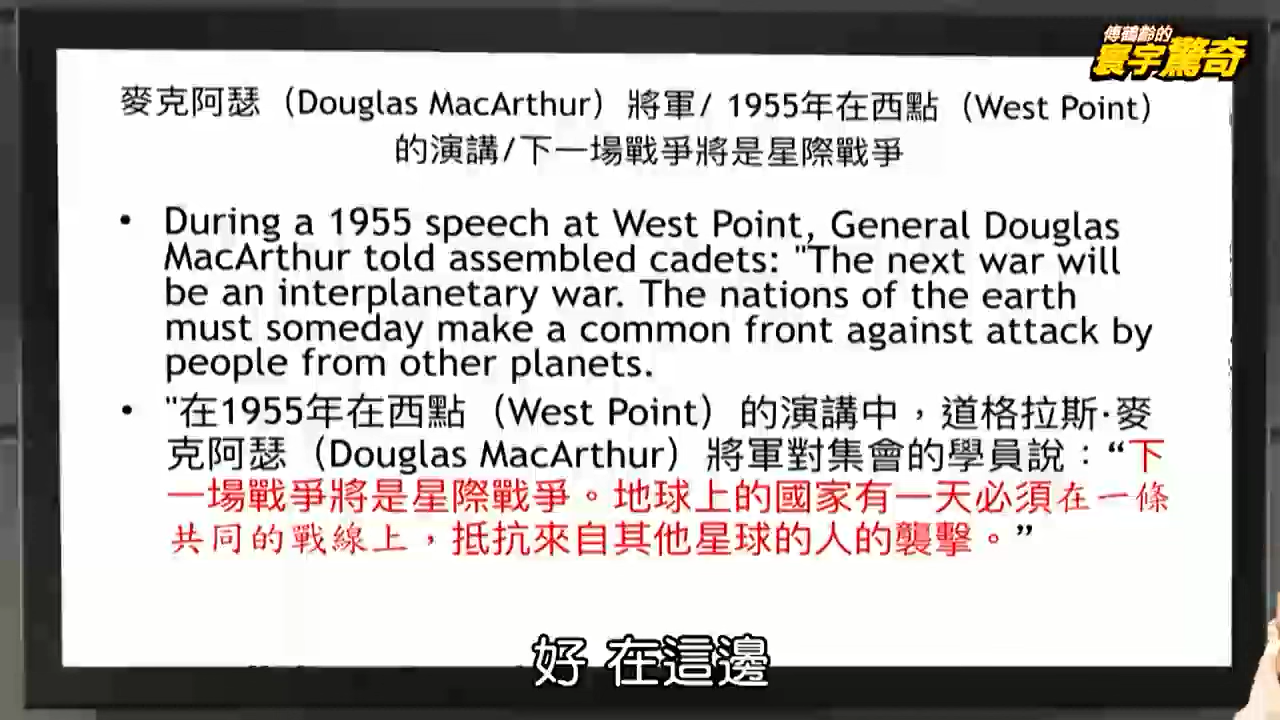 傅鶴齡的
寰宇驚奇
麥克阿瑟（Douglas MacArthur）將軍/ 1955年在西點（West Point）
的演講/下一場戰爭將是星際戰爭
• During a 1955 speech at West Point, General Douglas
MacArthur told assembled cadets: "The next war will
be an interplanetary war. The nations of the earth
must someday make a common front against attack by
people from other planets.
• "在1955年在西點（West Point）的演講中，道格拉斯·麥
克阿瑟（Douglas MacArthur）將軍對集會的學員說：“下
一場戰爭將是星際戰爭。地球上的國家有一天必須在一條
共同的戰線上，抵抗來自其他星球的人的襲擊。”
好 在這邊